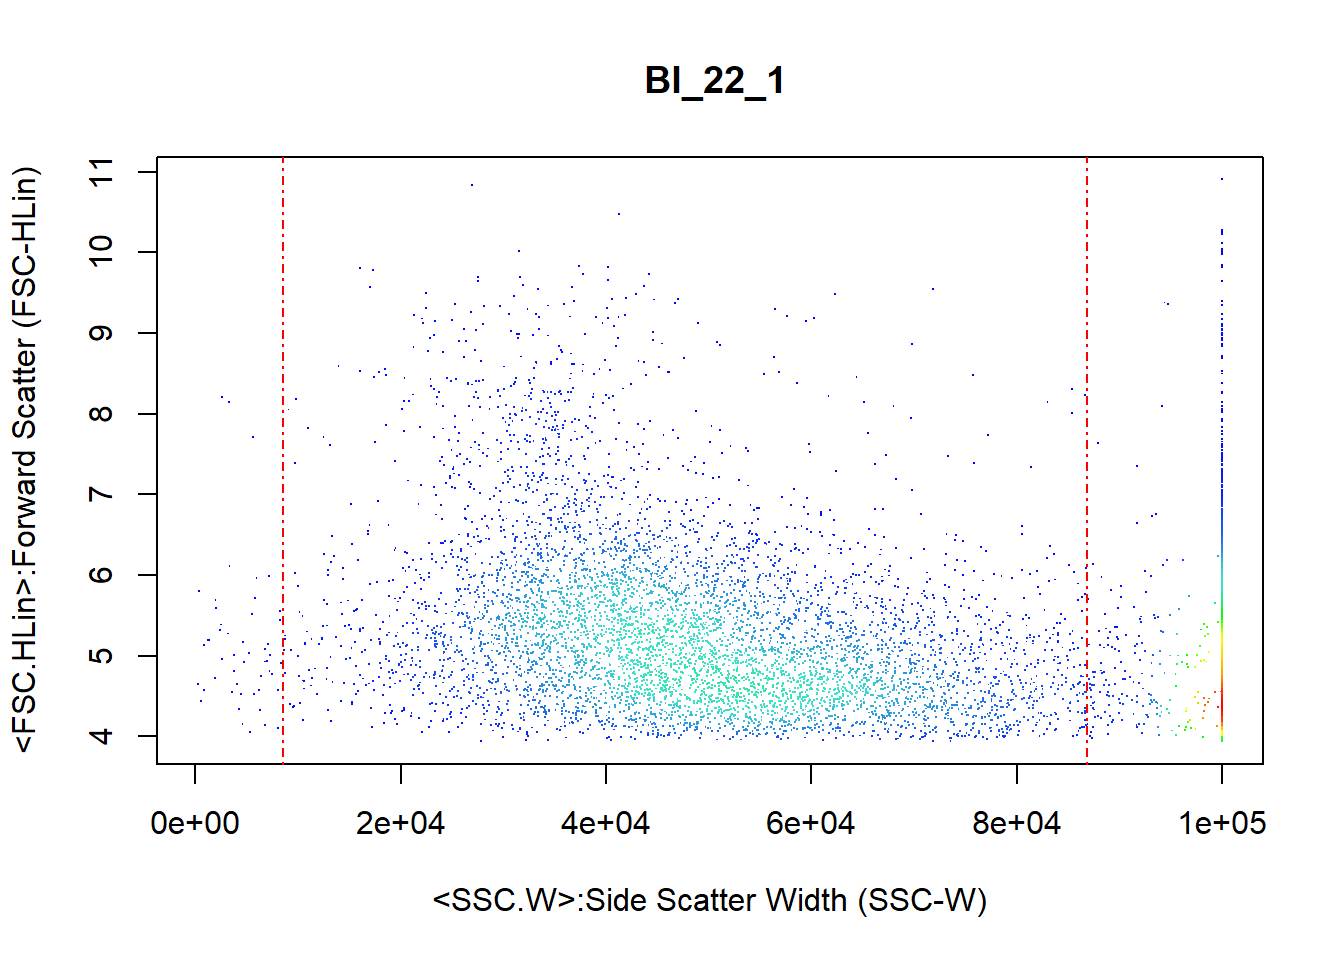 BI_22_1
<FSC.HLin>:Forward Scatter (FSC-HLin)
11
10
9
8
7
6
5
4
0e+00 2e+04 4e+04 6e+04 8e+04 1e+05
<SSC.W>:Side Scatter Width (SSC-W)